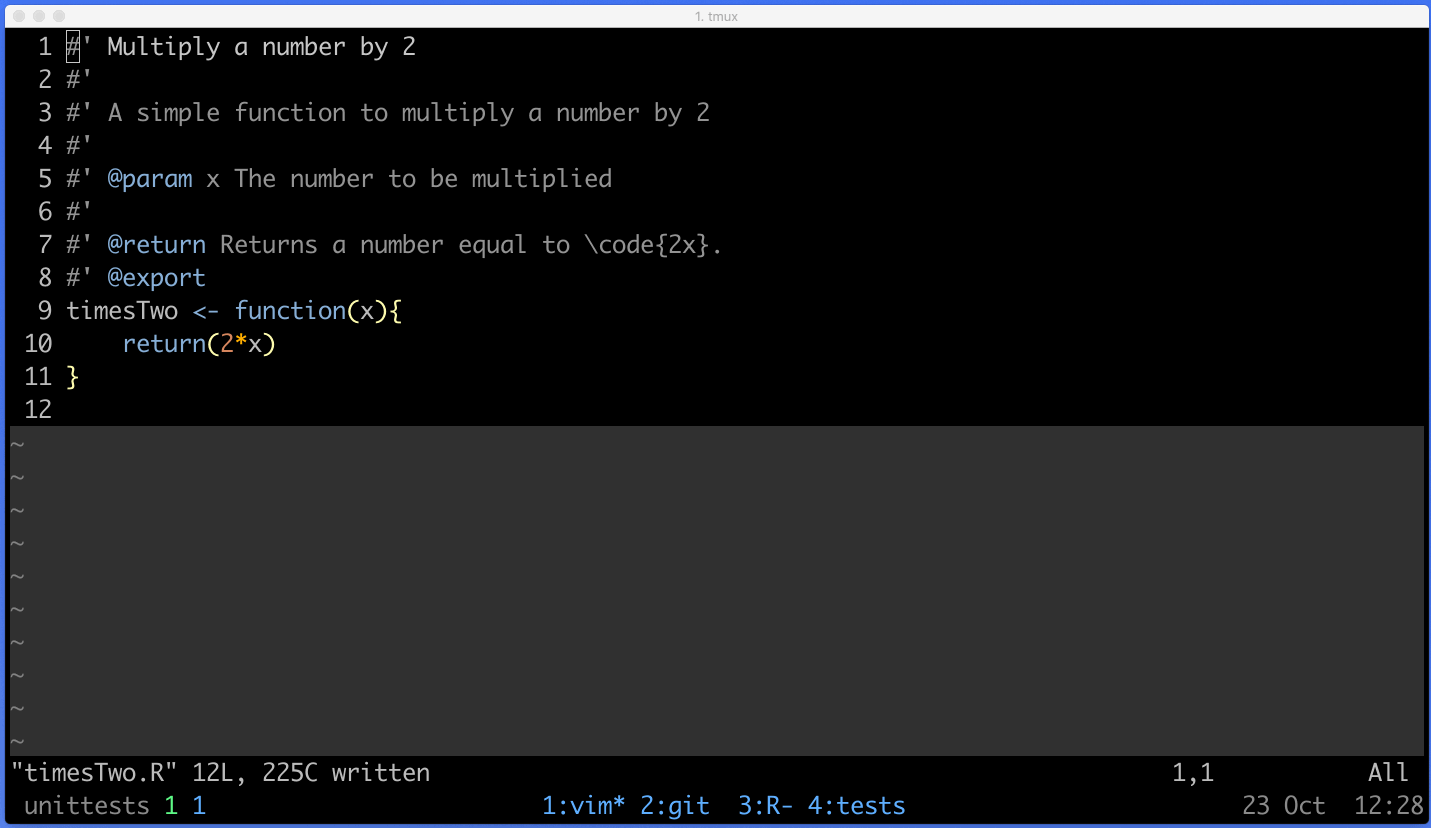 1. tmux
1 #' Multiply a number by 2
2 #'
3 #' A simple function to multiply a number by 2
4 #'
5 #' @param x The number to be multiplied
6 #'
7 #' @return Returns a number equal to \code{2x}.
8 #' @export
9 timesTwo <- function(x){
10     return(2*x)
11 }
12
~
~
~
~
~
~
~
~
~
~
"timesTwo.R" 12L, 225C written 1,1 All
unittests 1 1 1:vim* 2:git  3:R- 4:tests 23 Oct  12:28